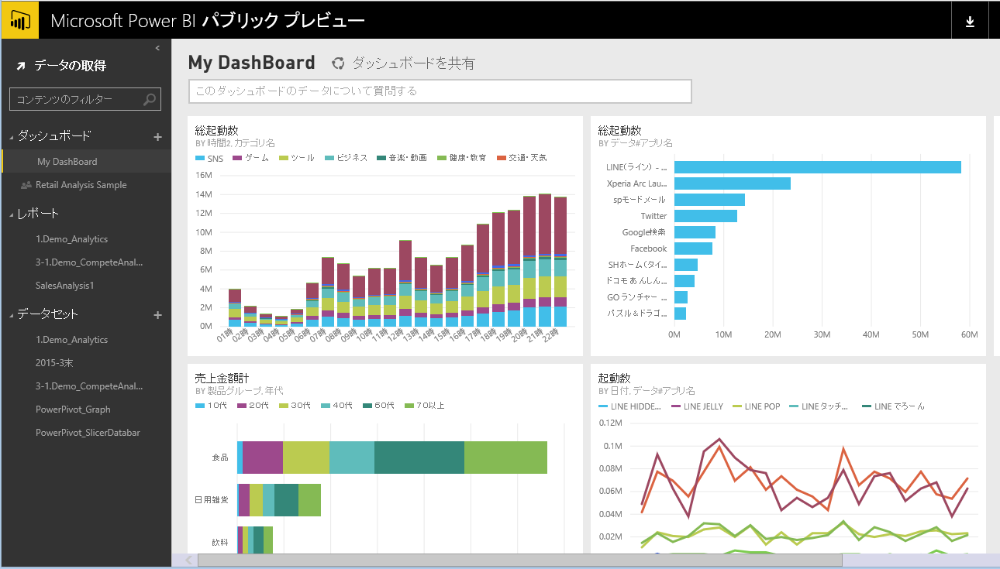 Microsoft Power BI パブリック プレビュー
データの取得
コンテンツのフィルター
ダッシュボード
My DashBoard
Retail Analysis Sample
レポート
1.Demo_Analytics
3-1.Demo_CompeteAnal...
SalesAnalysis1
データセット
1.Demo_Analytics
2015-3末
3-1.Demo_CompeteAnal...
PowerPivot_Graph
PowerPivot_SlicerDatabar
My DashBoard ダッシュボードを共有
このダッシュボードのデータについて質問する
総起動数
BY 時間2, カテゴリ名
SNS ゲーム ツール ビジネス 音楽・動画 健康・教育 交通・天気
16M
14M
12M
10M
8M
6M
4M
2M
0M
01時 02時 03時 04時 05時 06時 07時 08時 09時 10時 11時 12時 13時 14時 15時 16時 17時 18時 19時 20時 21時 22時
総起動数
BY データ#アプリ名
LINE(ライン) - ...
Xperia Arc Lau...
spモードメール
Twitter
Google検索
Facebook
SHホーム(タイ...
ドコモ あんしん...
GOランチャー ...
パズル＆ドラゴ...
0M 10M 20M 30M 40M 50M 60M
売上金額計
BY 製品グループ, 年代
10代 20代 30代 40代 50代 70以上
食品
日用雑貨
飲料
起動数
BY 日付, データ#アプリ名
LINE HIDDE... LINE JELLY LINE POP LINE タッチ... LINE でろーん
0.12M
0.1M
0.08M
0.06M
0.04M
0.02M